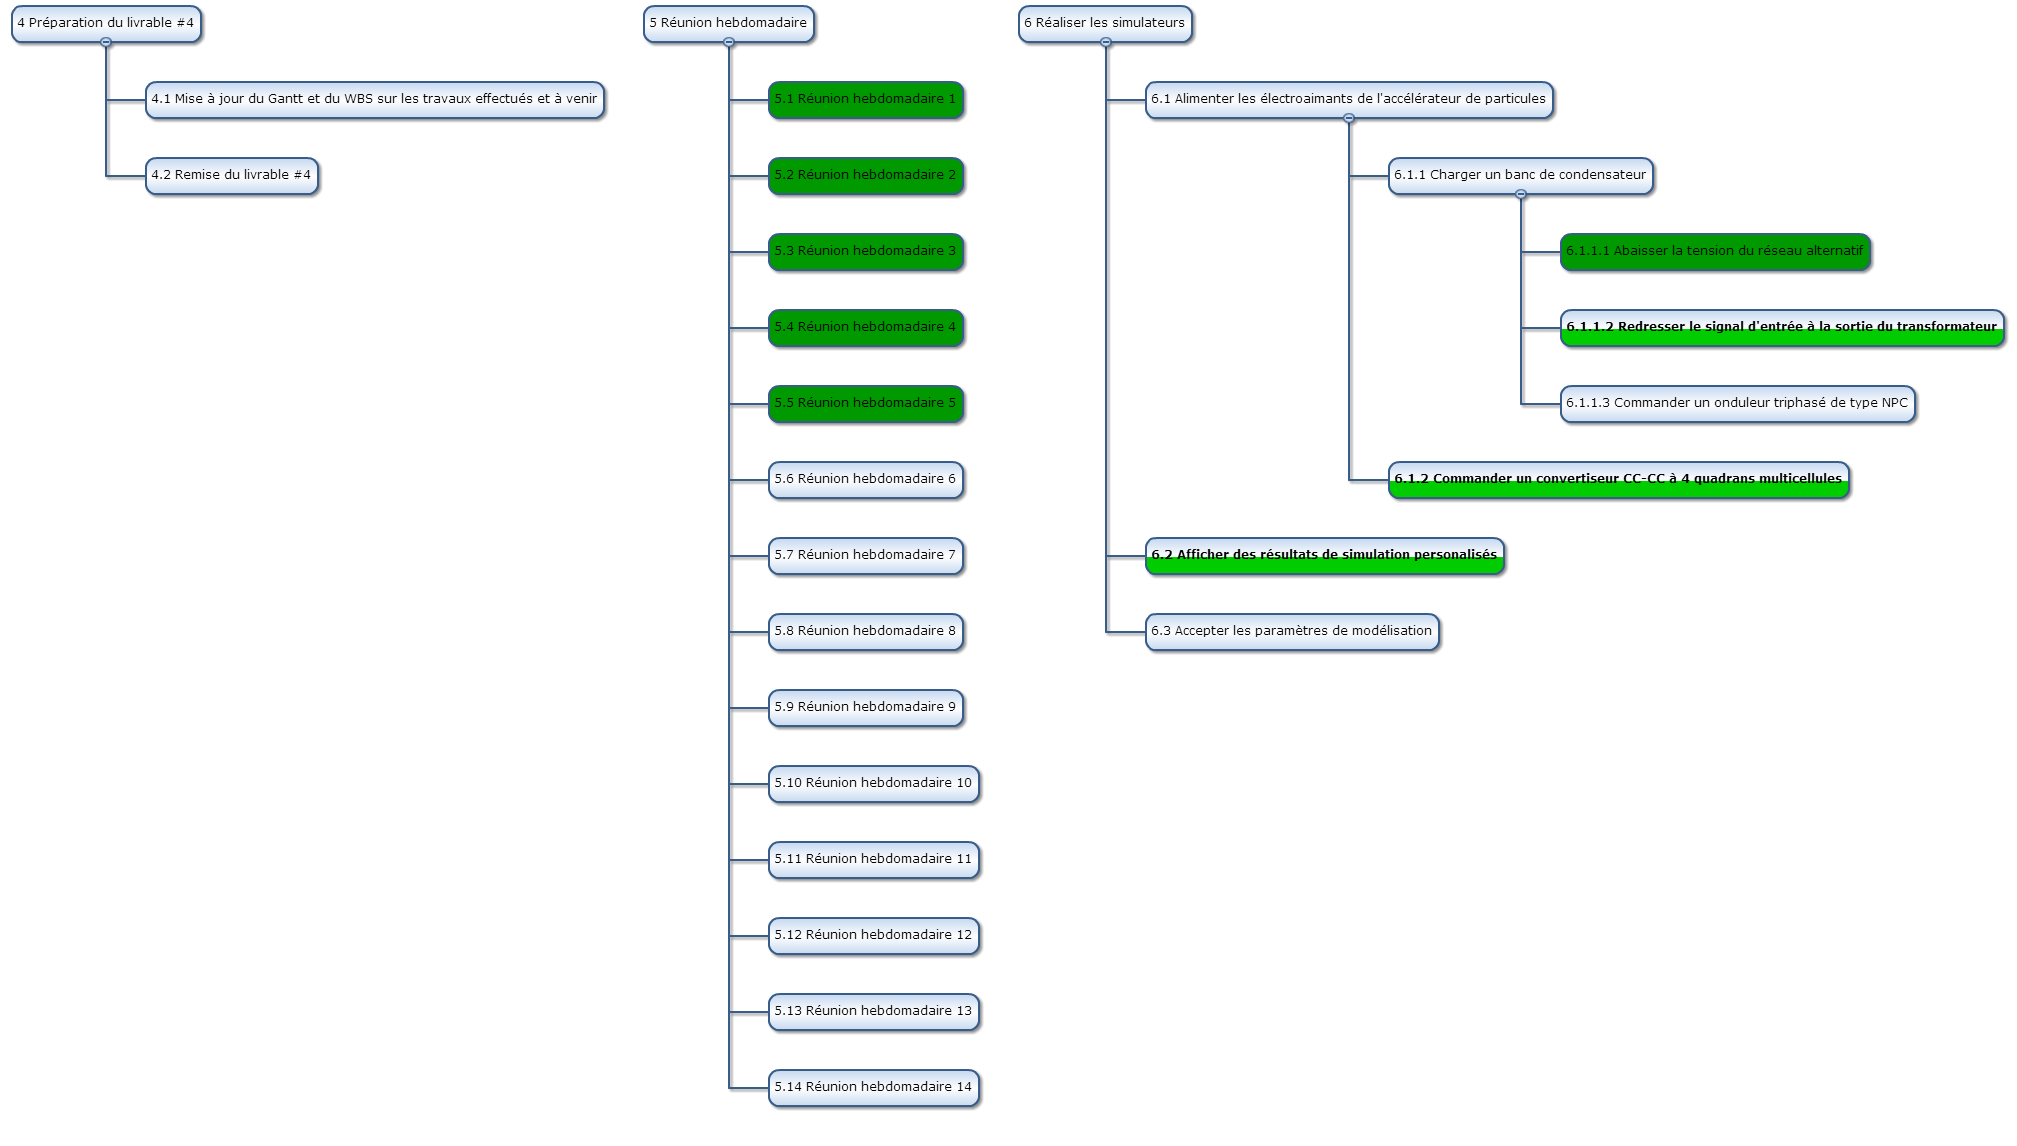 4 Préparation du livrable #4
4.1 Mise à jour du Gantt et du WBS sur les travaux effectués et à venir
4.2 Remise du livrable #4
5 Réunion hebdomadaire
5.1 Réunion hebdomadaire 1
5.2 Réunion hebdomadaire 2
5.3 Réunion hebdomadaire 3
5.4 Réunion hebdomadaire 4
5.5 Réunion hebdomadaire 5
5.6 Réunion hebdomadaire 6
5.7 Réunion hebdomadaire 7
5.8 Réunion hebdomadaire 8
5.9 Réunion hebdomadaire 9
5.10 Réunion hebdomadaire 10
5.11 Réunion hebdomadaire 11
5.12 Réunion hebdomadaire 12
5.13 Réunion hebdomadaire 13
5.14 Réunion hebdomadaire 14
6 Réaliser les simulateurs
6.1 Alimenter les électroaimants de l'accélérateur de particules
6.1.1 Charger un banc de condensateur
6.1.1.1 Abaisser la tension du réseau alternatif
6.1.1.2 Redresser le signal d'entrée à la sortie du transformateur
6.1.1.3 Commander un onduleur triphasé de type NPC
6.1.2 Commander un convertiseur CC-CC à 4 quadrans multicellules
6.2 Afficher des résultats de simulation personalisés
6.3 Accepter les paramètres de modélisation